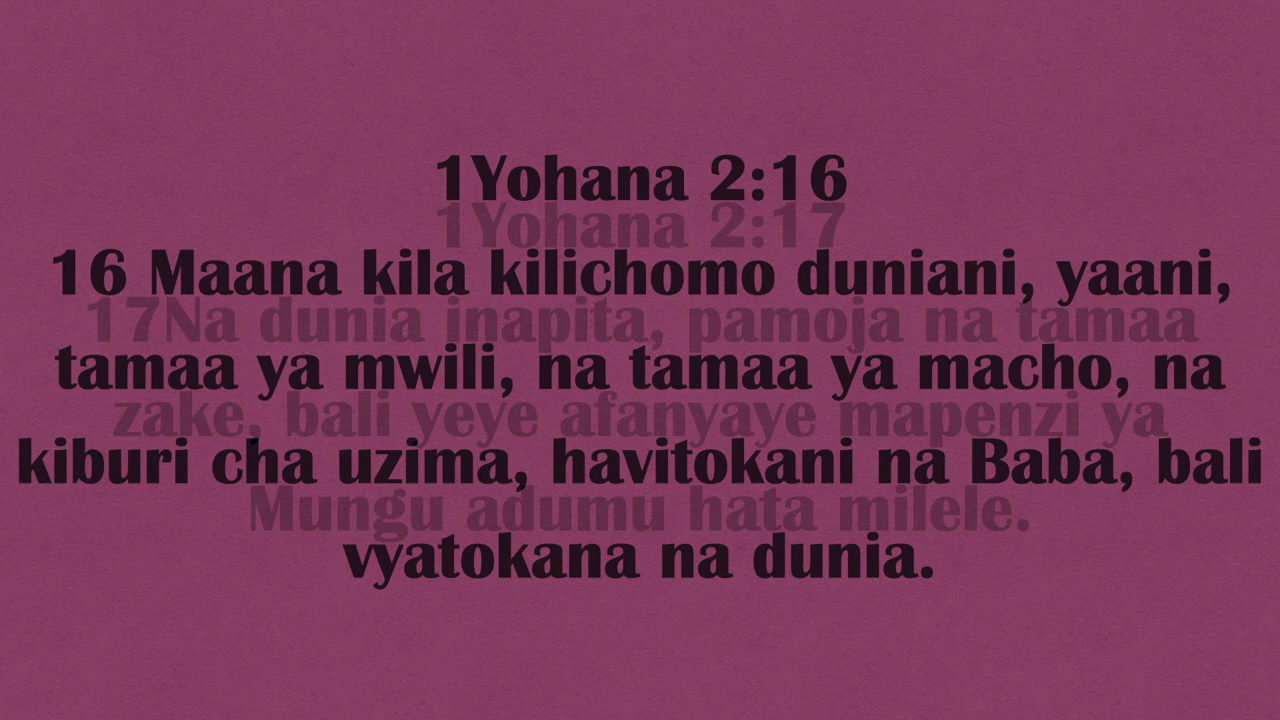 1Yohana 2:16
1Yohana 2:17
16 Maana kila kilichomo duniani, yaani,
17Na dunia inapita, pamoja na tamaa
tamaa ya mwili, na tamaa ya macho, na
zake, bali yeye afanyaye mapenzi ya
kiburi cha uzima, havitokani na Baba, bali
Mungu adumu hata milele.
vyatokana na dunia.